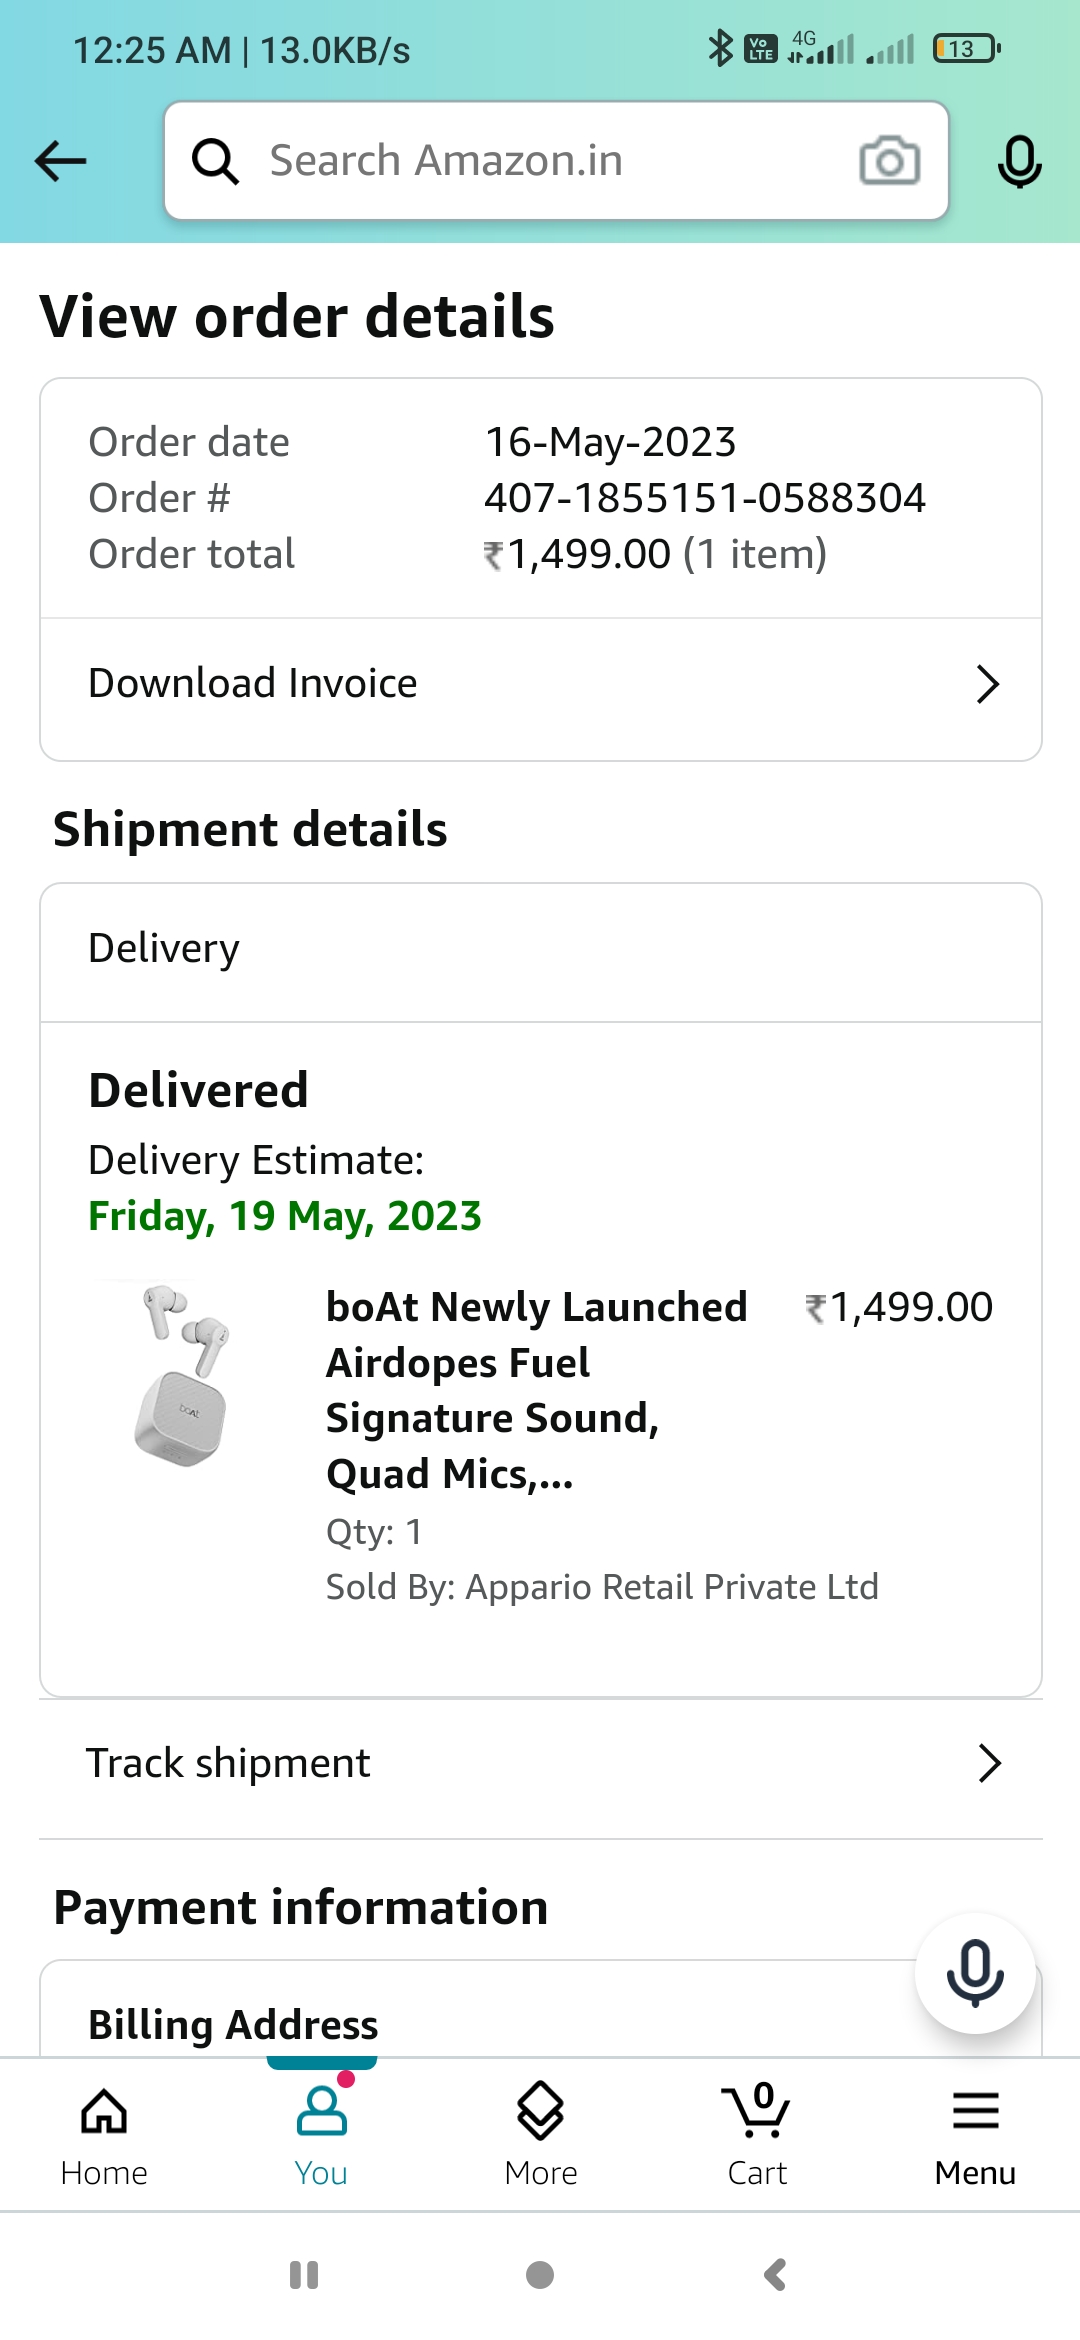 12:25 AM | 13.0KB/s
Vo LTE 4G 13
Search Amazon.in
View order details
Order date 16-May-2023
Order # 407-1855151-0588304
Order total ₹1,499.00 (1 item)
Download Invoice
Shipment details
Delivery
Delivered
Delivery Estimate:
Friday, 19 May, 2023
boAt Newly Launched ₹1,499.00
Airdopes Fuel
Signature Sound,
Quad Mics,...
Qty: 1
Sold By: Appario Retail Private Ltd
boAt
Track shipment
Payment information
Billing Address
0
Home You More Cart Menu